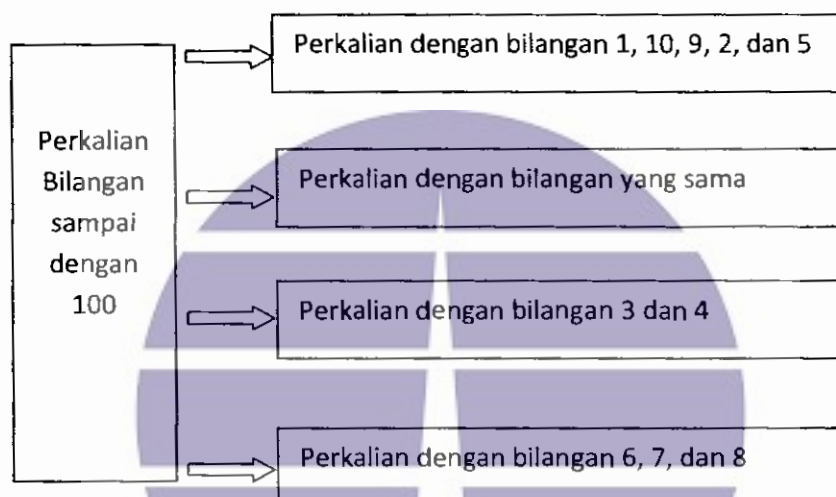 Perkalian
Bilangan
sampai
dengan
100
Perkalian dengan bilangan 1, 10, 9, 2, dan 5
Perkalian dengan bilangan yang sama
Perkalian dengan bilangan 3 dan 4
Perkalian dengan bilangan 6, 7, dan 8